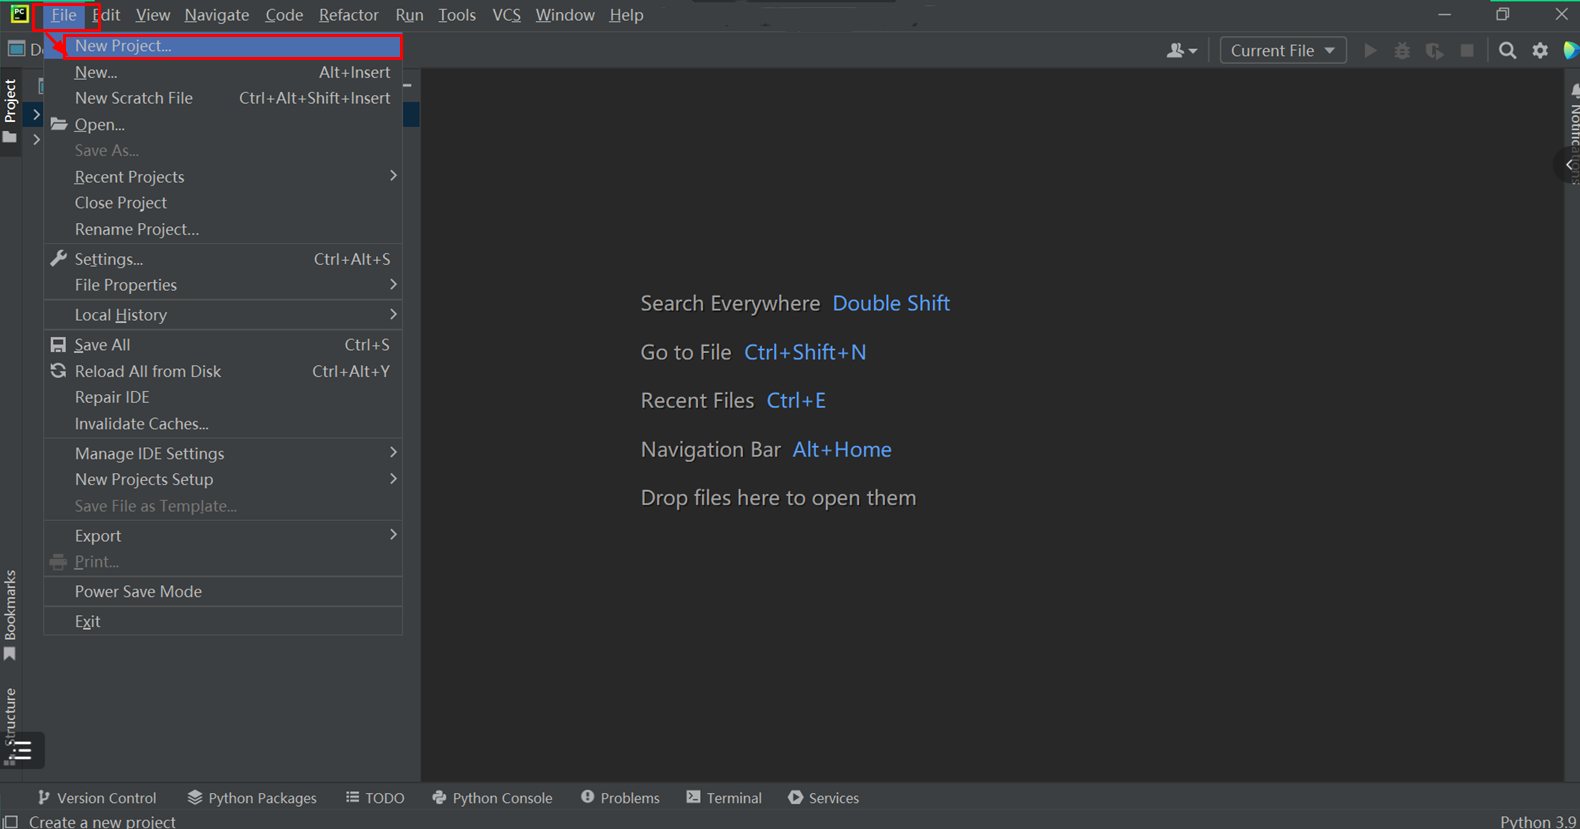 PC File Edit View Navigate Code Refactor Run Tools VCS Window Help
New Project...
Current File
New... Alt+Insert
New Scratch File Ctrl+Alt+Shift+Insert
Open...
Save As...
Recent Projects
Close Project
Rename Project...
Settings... Ctrl+Alt+S
File Properties
Local History
Save All Ctrl+S
Reload All from Disk Ctrl+Alt+Y
Repair IDE
Invalidate Caches...
Manage IDE Settings
New Projects Setup
Save File as Template...
Export
Print...
Power Save Mode
Exit
Project
Bookmarks
Structure
Search Everywhere Double Shift
Go to File Ctrl+Shift+N
Recent Files Ctrl+E
Navigation Bar Alt+Home
Drop files here to open them
Notifications
Version Control Python Packages TODO Python Console Problems Terminal Services
Create a new project Python 3.9